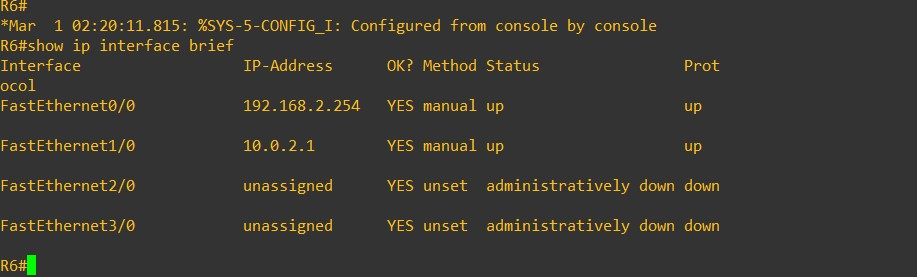 R6#
*Mar  1 02:20:11.815: %SYS-5-CONFIG_I: Configured from console by console
R6#show ip interface brief
Interface                  IP-Address      OK? Method Status                Prot
ocol
FastEthernet0/0            192.168.2.254   YES manual up                    up
FastEthernet1/0            10.0.2.1        YES manual up                    up
FastEthernet2/0            unassigned      YES unset  administratively down down
FastEthernet3/0            unassigned      YES unset  administratively down down
R6#